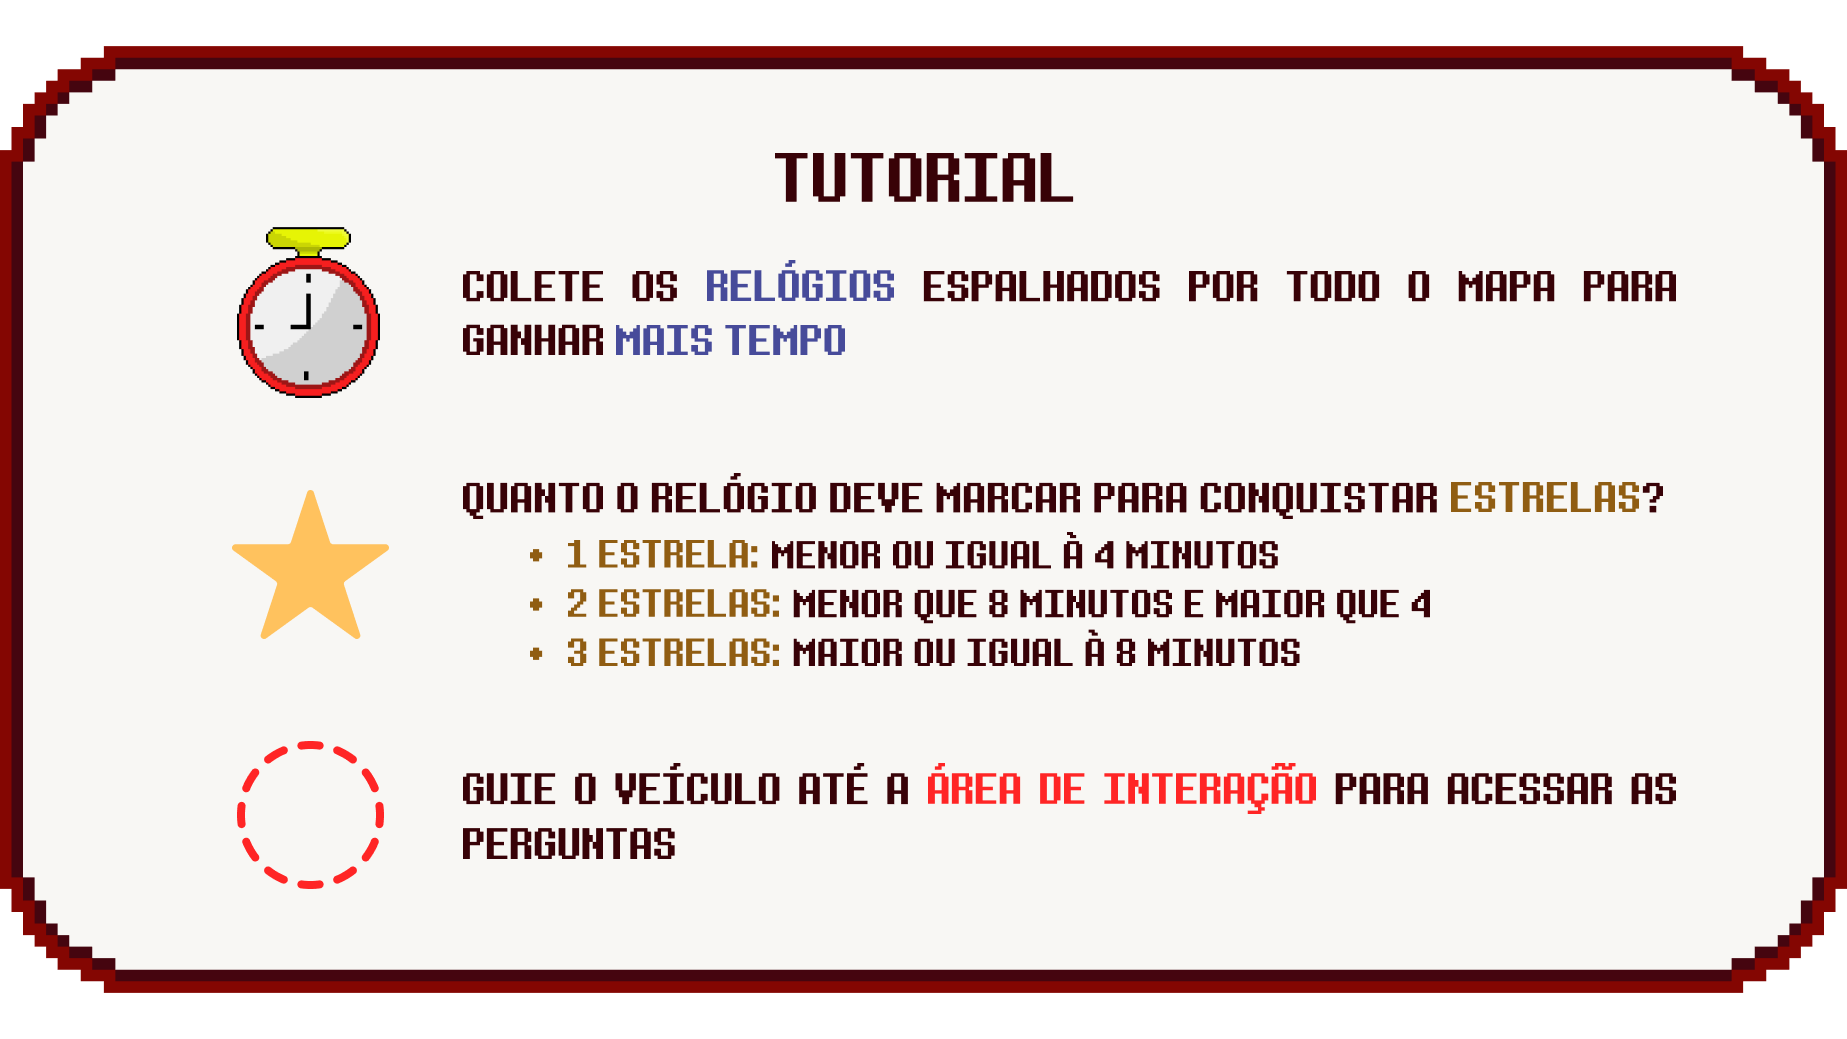 TUTORIAL
COLETE OS RELÓGIOS ESPALHADOS POR TODO O MAPA PARA
GANHAR MAIS TEMPO
QUANTO O RELÓGIO DEVE MARCAR PARA CONQUISTAR ESTRELAS?
• 1 ESTRELA: MENOR OU IGUAL À 4 MINUTOS
• 2 ESTRELAS: MENOR QUE 8 MINUTOS E MAIOR QUE 4
• 3 ESTRELAS: MAIOR OU IGUAL À 8 MINUTOS
GUIE O VEÍCULO ATÉ A ÁREA DE INTERAÇÃO PARA ACESSAR AS
PERGUNTAS